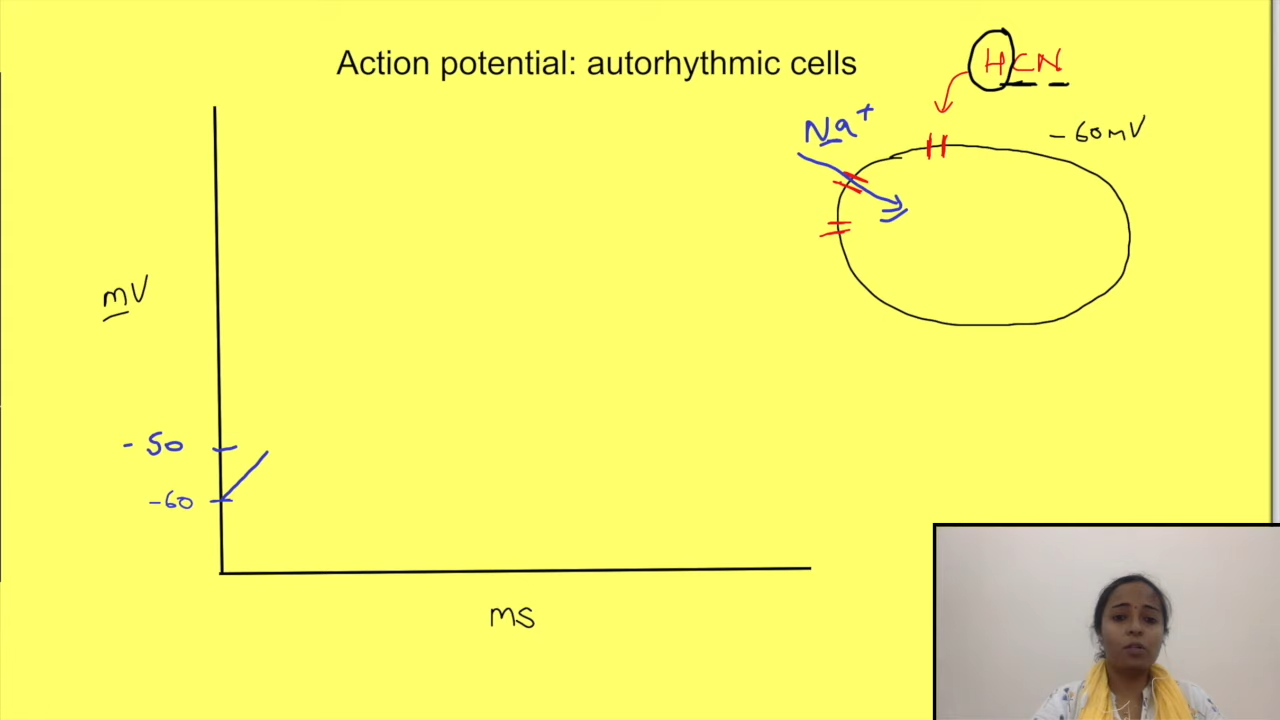 Action potential: autorhythmic cells
HCN
Na+
-60mV
mV
- 50
-60
ms